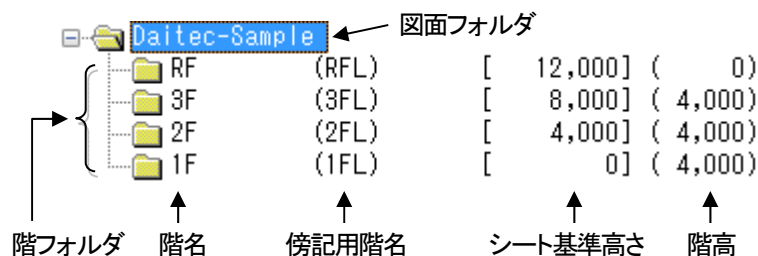 Daitec-Sample 図面フォルダ
RF (RFL) [ 12,000] ( 0)
3F (3FL) [ 8,000] ( 4,000)
2F (2FL) [ 4,000] ( 4,000)
1F (1FL) [ 0] ( 4,000)
階フォルダ 階名 傍記用階名 シート基準高さ 階高